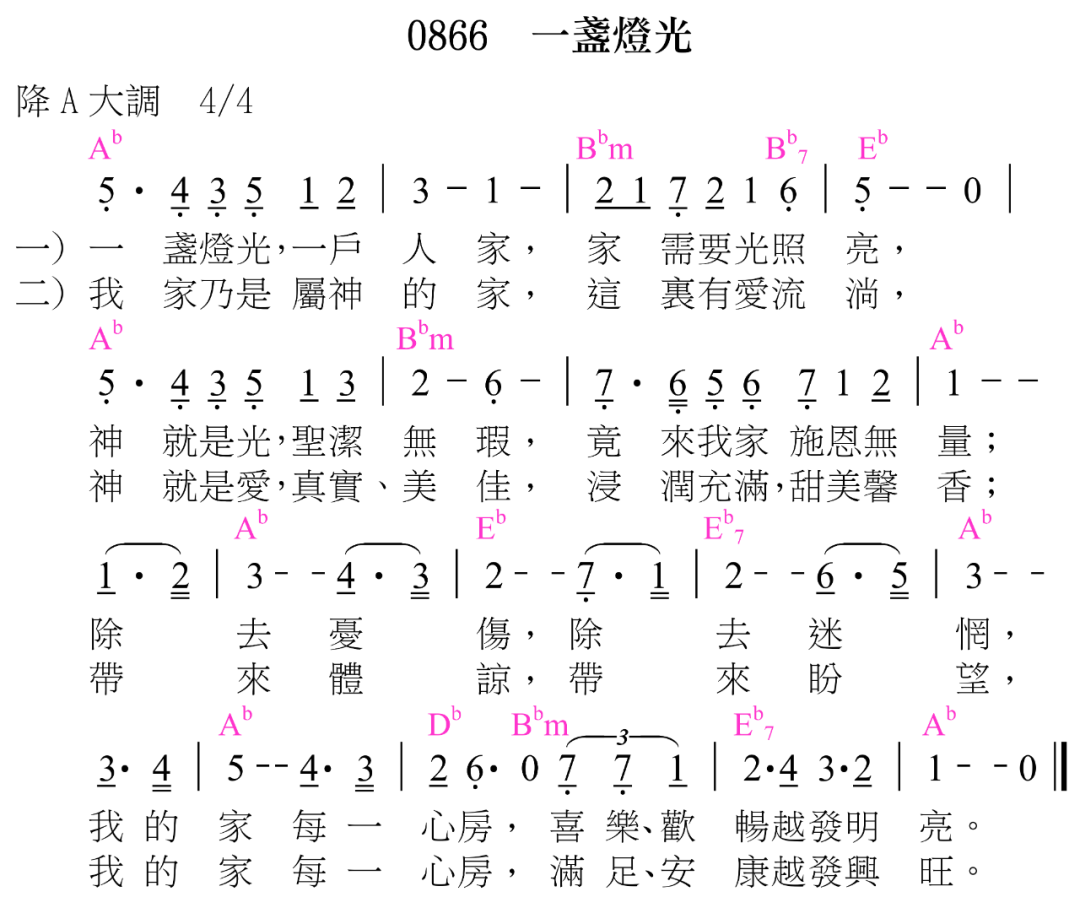 0866 一盞燈光
降A大調 4/4
A♭ B♭m B♭7 E♭
5· 4 3 5 1 2 | 3 - 1 - | 2 1 7 2 1 6 | 5 - - 0 |
一) 一 盞燈光,一戶 人 家, 家 需要光照 亮,
二) 我 家乃是 屬神 的 家, 這 裏有愛流 淌,
A♭ B♭m A♭
5· 4 3 5 1 3 | 2 - 6 - | 7· 6 5 6 7 1 2 | 1 - -
神 就是光,聖潔 無 瑕, 竟 來我家 施恩無 量;
神 就是愛,真實、美 佳, 浸 潤充滿,甜美馨 香;
A♭ E♭ E♭7 A♭
1· 2 | 3 - - 4· 3 | 2 - - 7· 1 | 2 - - 6· 5 | 3 - -
除 去 憂 傷, 除 去 迷 惘,
帶 來 體 諒, 帶 來 盼 望,
A♭ D♭ B♭m 3 E♭7 A♭
3· 4 | 5 - - 4· 3 | 2 6· 0 7 7 1 | 2·4 3·2 | 1 - - 0 ‖
我 的 家 每 一 心房, 喜 樂、歡 暢越發明 亮。
我 的 家 每 一 心房, 滿 足、安 康越發興 旺。